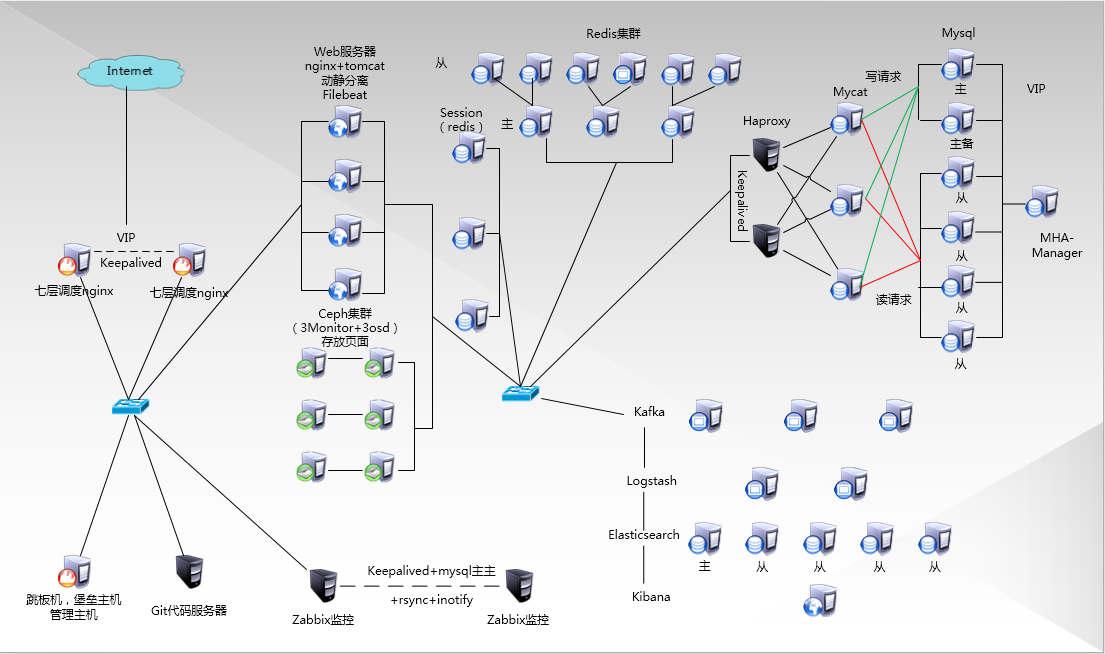 Internet
VIP
Keepalived
七层调度nginx
七层调度nginx
跳板机，堡垒主机
管理主机
Git代码服务器
Web服务器
nginx+tomcat
动静分离
Filebeat
Ceph集群
（3Monitor+3osd）
存放页面
Zabbix监控
Keepalived+mysql主主
+rsync+inotify
Zabbix监控
Redis集群
从
主
Session
（redis）
Haproxy
Keepalived
Mycat
写请求
读请求
Mysql
主
主备
从
从
从
从
VIP
MHA-
Manager
Kafka
Logstash
Elasticsearch
主
从
从
从
从
Kibana